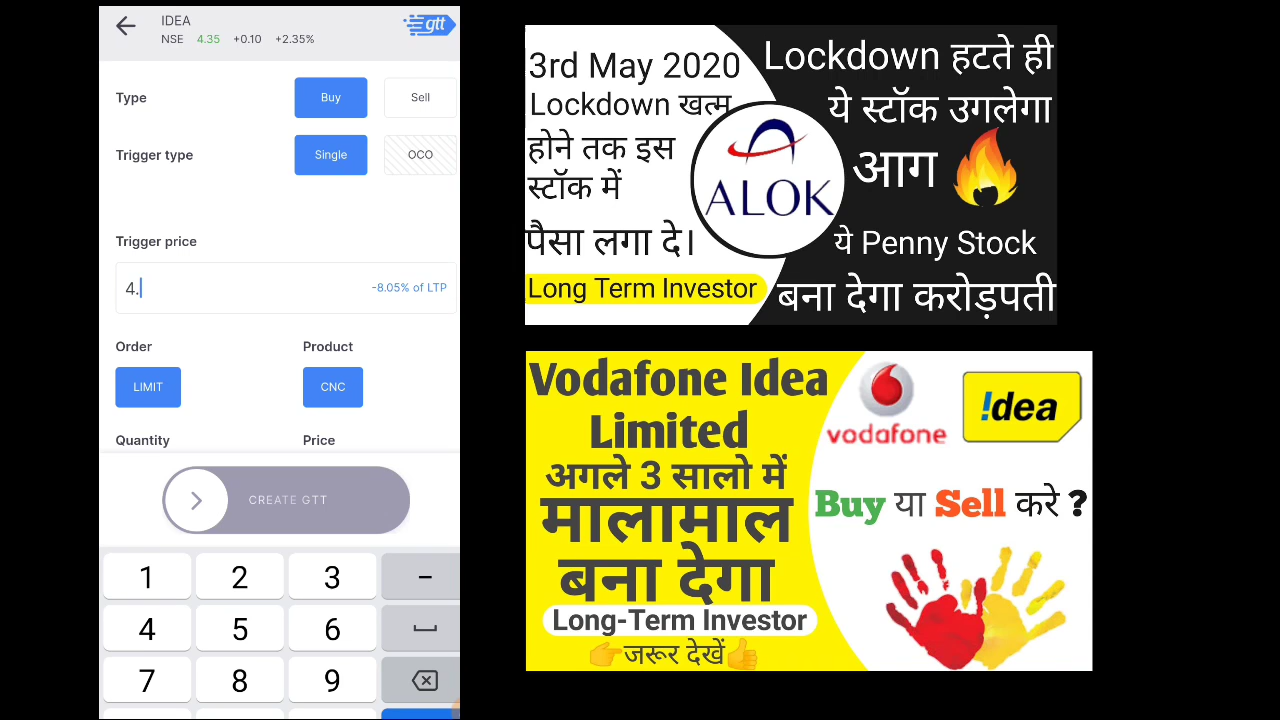 IDEA
NSE 4.35 +0.10 +2.35%
gtt
Type
Buy
Sell
Trigger type
Single
OCO
Trigger price
4.
-8.05% of LTP
Order
Product
LIMIT
CNC
Quantity
Price
CREATE GTT
1 2 3 -
4 5 6
7 8 9
3rd May 2020
Lockdown खत्म
होने तक इस
स्टॉक में
पैसा लगा दे।
Long Term Investor
ALOK
Lockdown हटते ही
ये स्टॉक उगलेगा
आग
ये Penny Stock
बना देगा करोड़पती
Vodafone Idea
Limited
अगले 3 सालो में
मालामाल
बना देगा
Long-Term Investor
जरूर देखें
vodafone
!dea
Buy या Sell करे ?